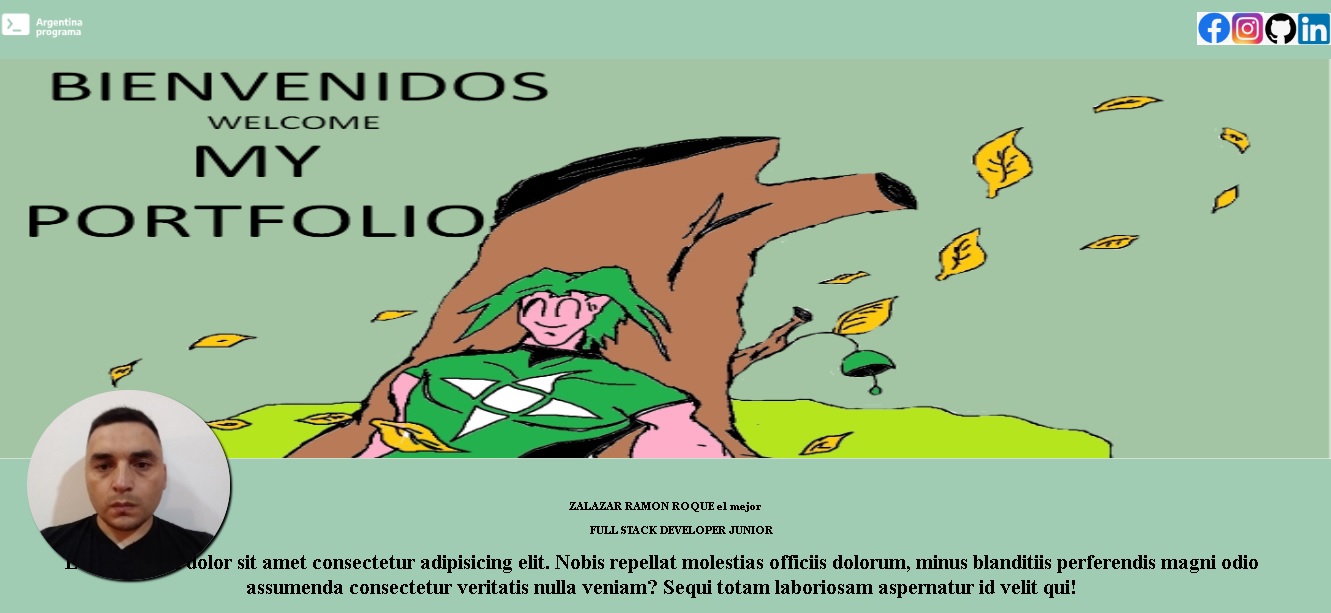 Argentina
programa
BIENVENIDOS
WELCOME
MY
PORTFOLIO
ZALAZAR RAMON ROQUE el mejor
FULL STACK DEVELOPER JUNIOR
dolor sit amet consectetur adipisicing elit. Nobis repellat molestias officiis dolorum, minus blanditiis perferendis magni odio
assumenda consectetur veritatis nulla veniam? Sequi totam laboriosam aspernatur id velit qui!